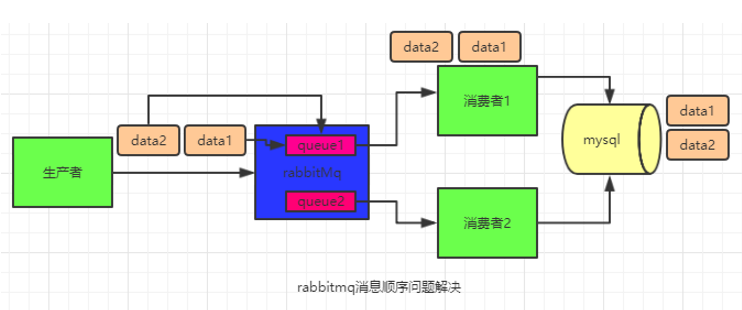 data2 data1
消费者1
data2 data1
queue1
data1
mysql
data2
生产者
rabbitMq
queue2
消费者2
rabbitmq消息顺序问题解决